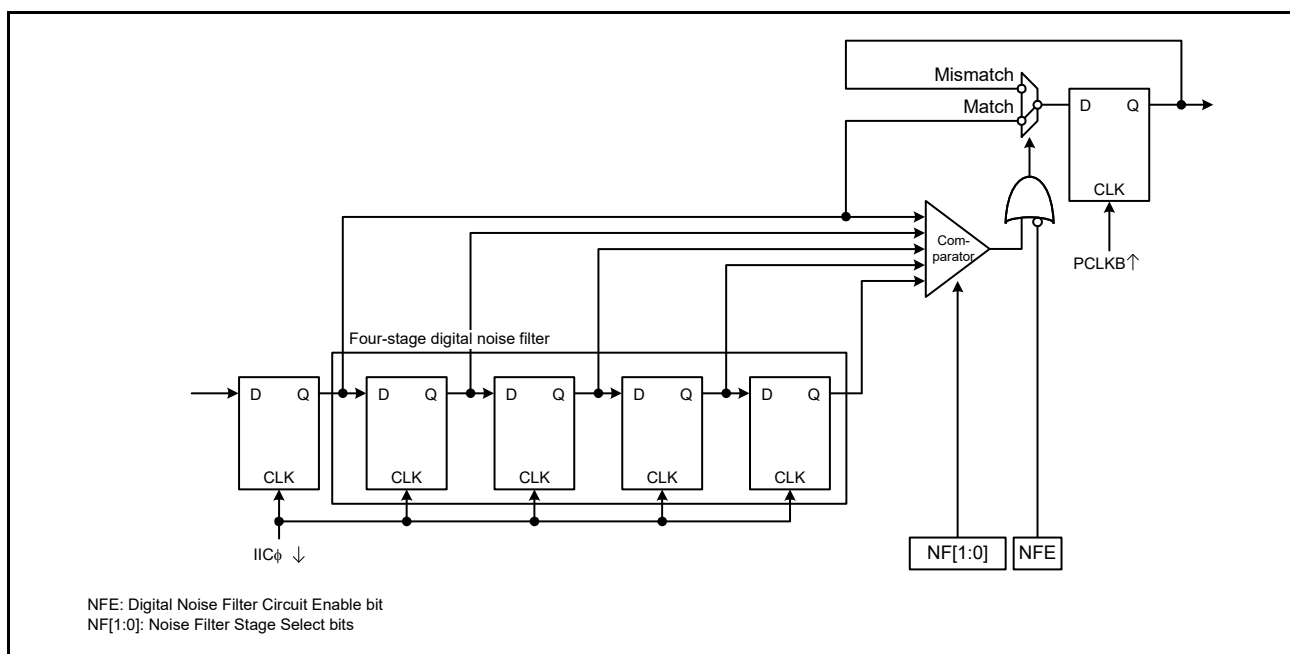 Mismatch
Match
D Q
CLK
PCLKB↑
Com-
parator
Four-stage digital noise filter
D Q D Q D Q D Q D Q
CLK CLK CLK CLK CLK
IICϕ ↓
NF[1:0] NFE
NFE: Digital Noise Filter Circuit Enable bit
NF[1:0]: Noise Filter Stage Select bits